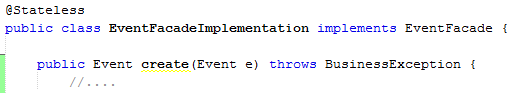 @Stateless
public class EventFacadeImplementation implements EventFacade {
public Event create(Event e) throws BusinessException {
//....